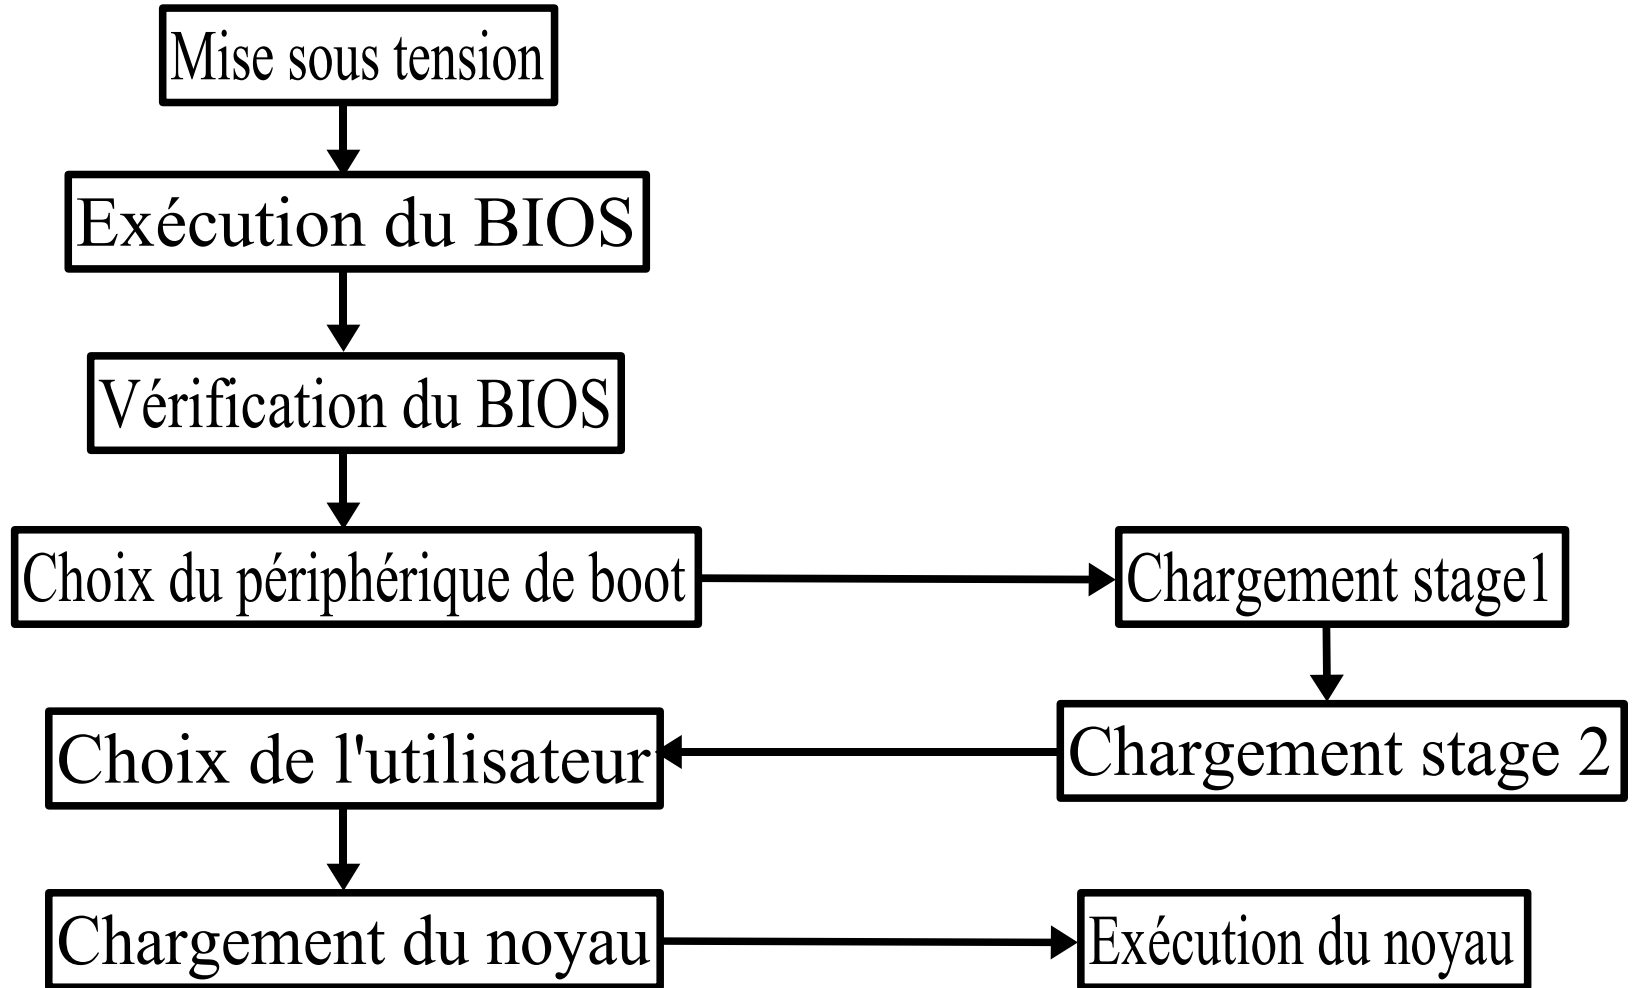 Mise sous tension
Exécution du BIOS
Vérification du BIOS
Choix du périphérique de boot
Chargement stage1
Chargement stage 2
Choix de l'utilisateur
Chargement du noyau
Exécution du noyau